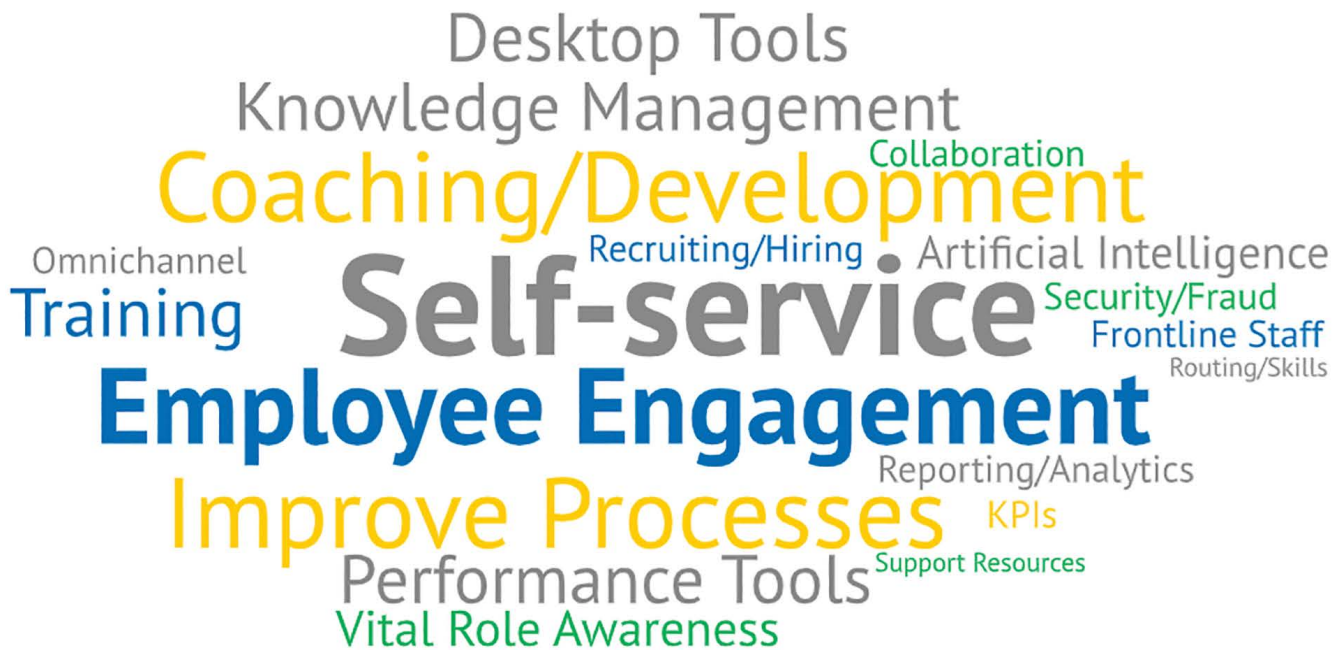 Desktop Tools
Knowledge Management
Collaboration
Coaching/Development
Recruiting/Hiring
Artificial Intelligence
Omnichannel
Self-service
Security/Fraud
Training
Frontline Staff
Routing/Skills
Employee Engagement
Reporting/Analytics
Improve Processes
KPIs
Support Resources
Performance Tools
Vital Role Awareness